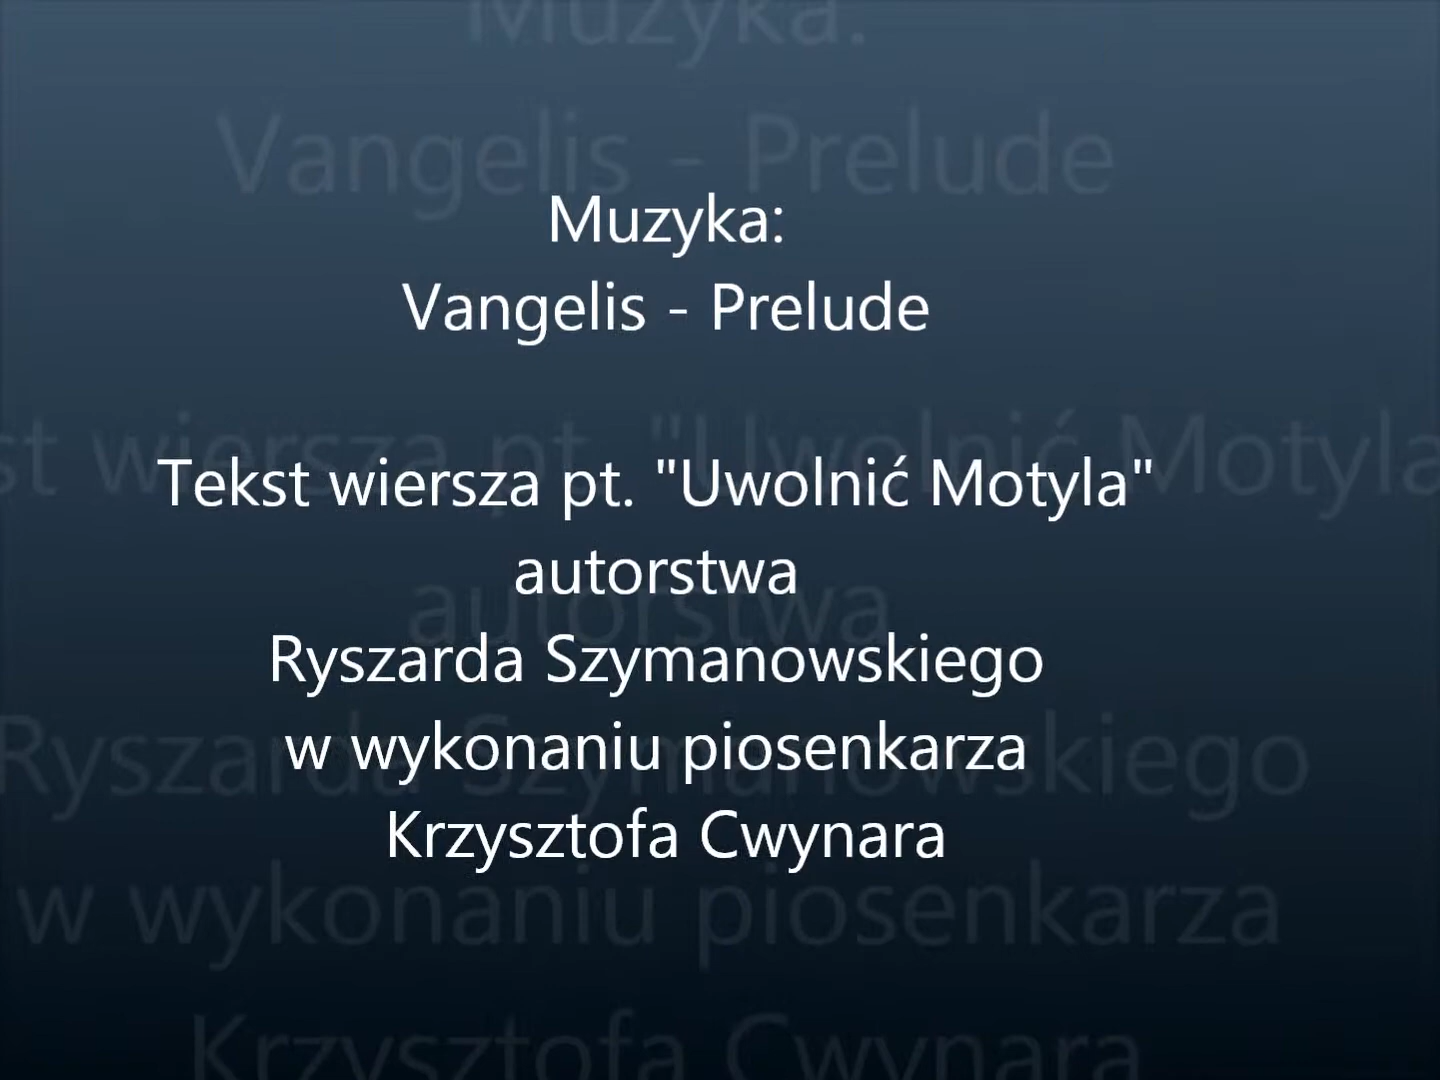 Muzyka:
Vangelis - Prelude
Tekst wiersza pt. "Uwolnić Motyla"
autorstwa
Ryszarda Szymanowskiego
w wykonaniu piosenkarza
Krzysztofa Cwynara